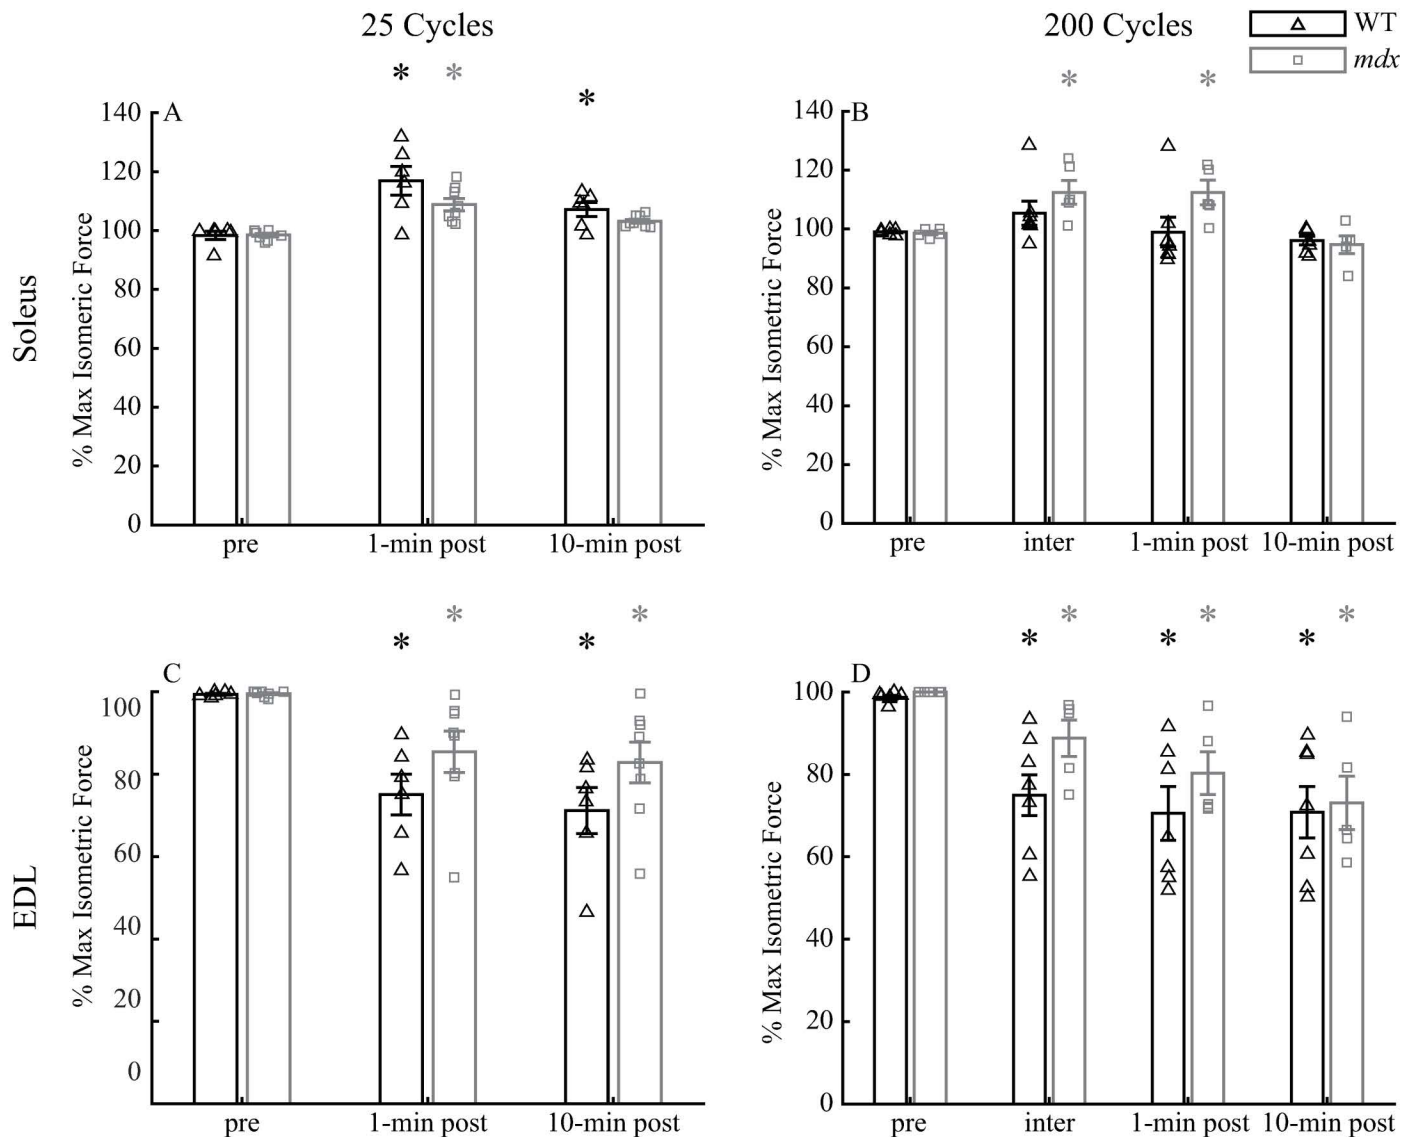 25 Cycles
200 Cycles
WT
mdx
* *
*
* *
A
B
140
120
100
80
60
40
20
0
% Max Isomeric Force
140
120
100
80
60
40
20
0
% Max Isometric Force
Soleus
pre 1-min post 10-min post
pre inter 1-min post 10-min post
* *
* *
* * *
* * *
C
D
100
80
60
40
20
0
% Max Isometric Force
100
80
60
40
20
0
% Max Isometric Force
EDL
pre 1-min post 10-min post
pre inter 1-min post 10-min post